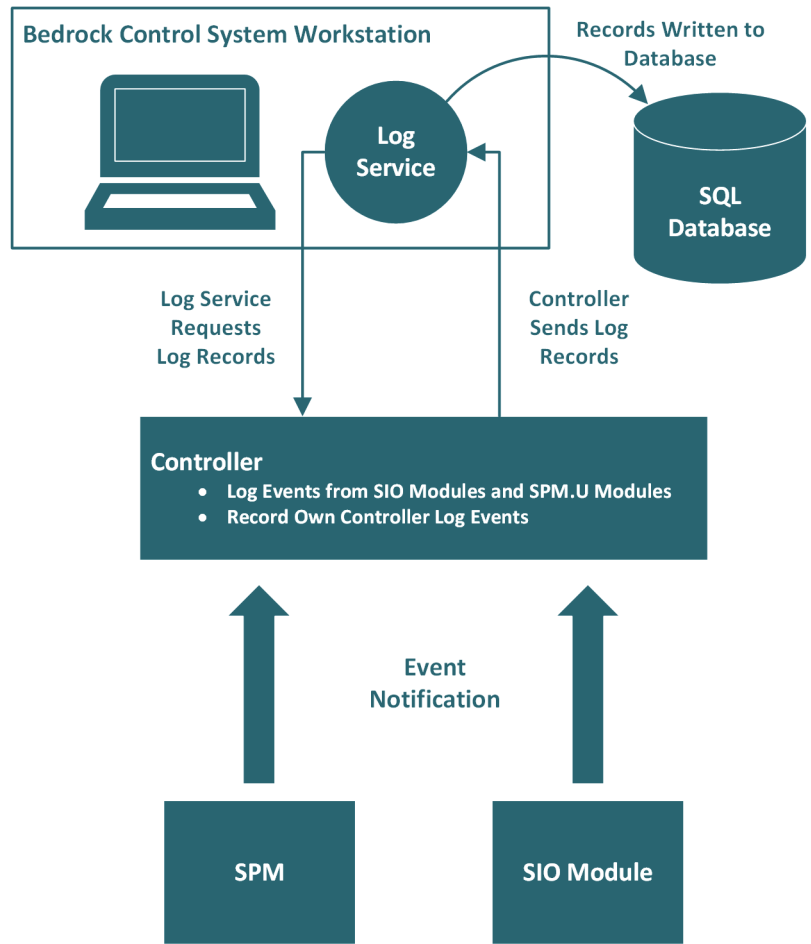 Bedrock Control System Workstation
Records Written to
Database
Log
Service
SQL
Database
Log Service
Requests
Log Records
Controller
Sends Log
Records
Controller
• Log Events from SIO Modules and SPM.U Modules
• Record Own Controller Log Events
Event
Notification
SPM
SIO Module